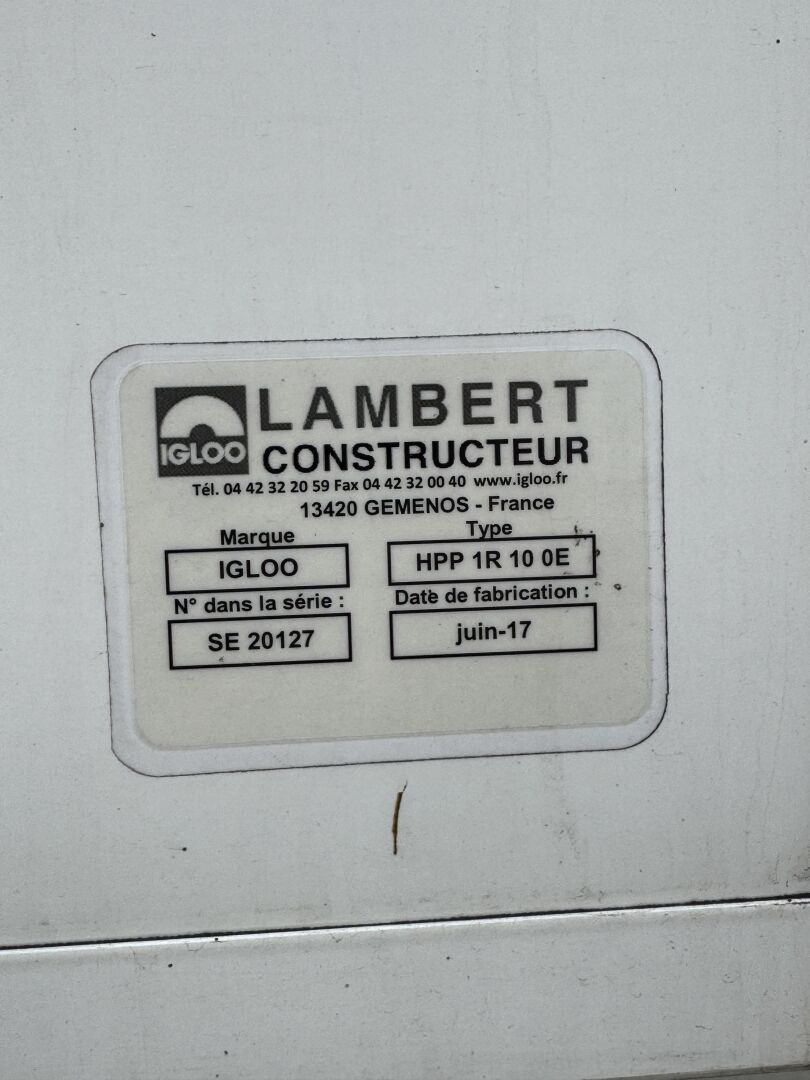 IGLOO
LAMBERT
CONSTRUCTEUR
Tél. 04 42 32 20 59 Fax 04 42 32 00 40 www.igloo.fr
13420 GEMENOS - France
Marque
Type
IGLOO
HPP 1R 10 0E
N° dans la série :
Date de fabrication :
SE 20127
juin-17